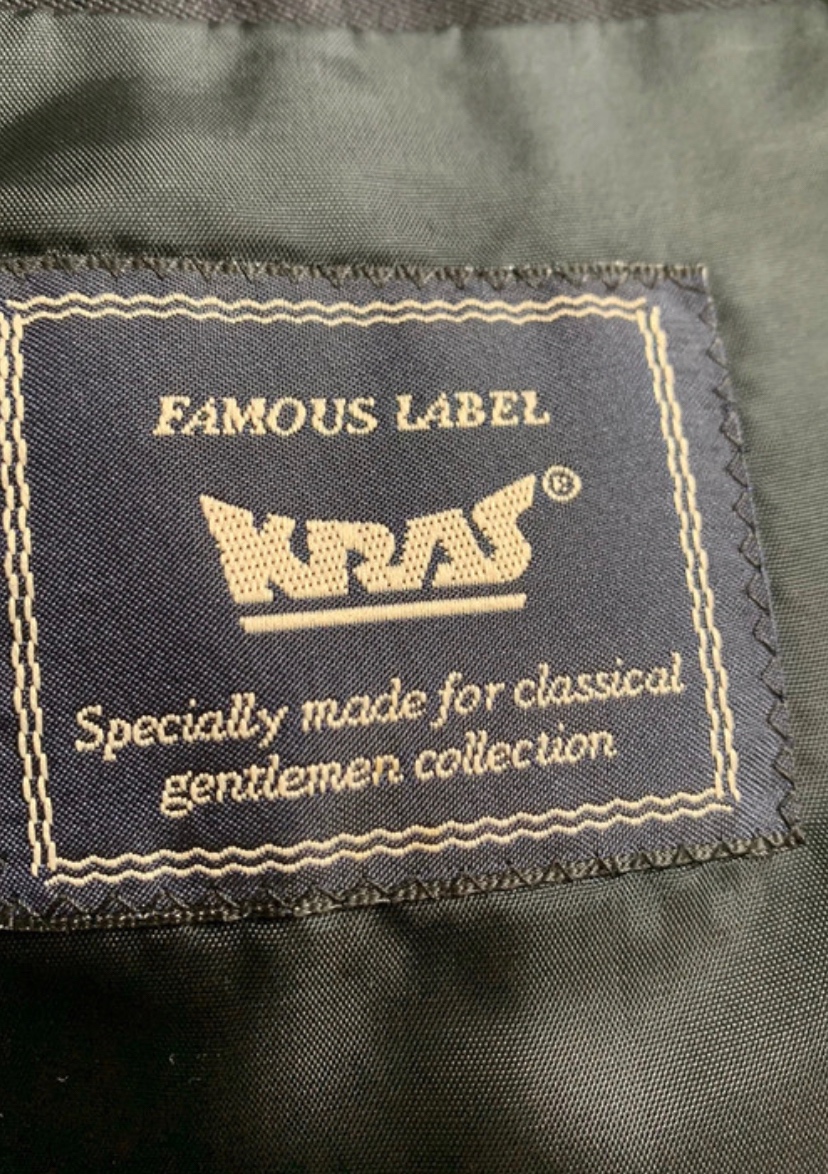 FAMOUS LABEL
KRAS®
Specially made for classical
gentlemen collection